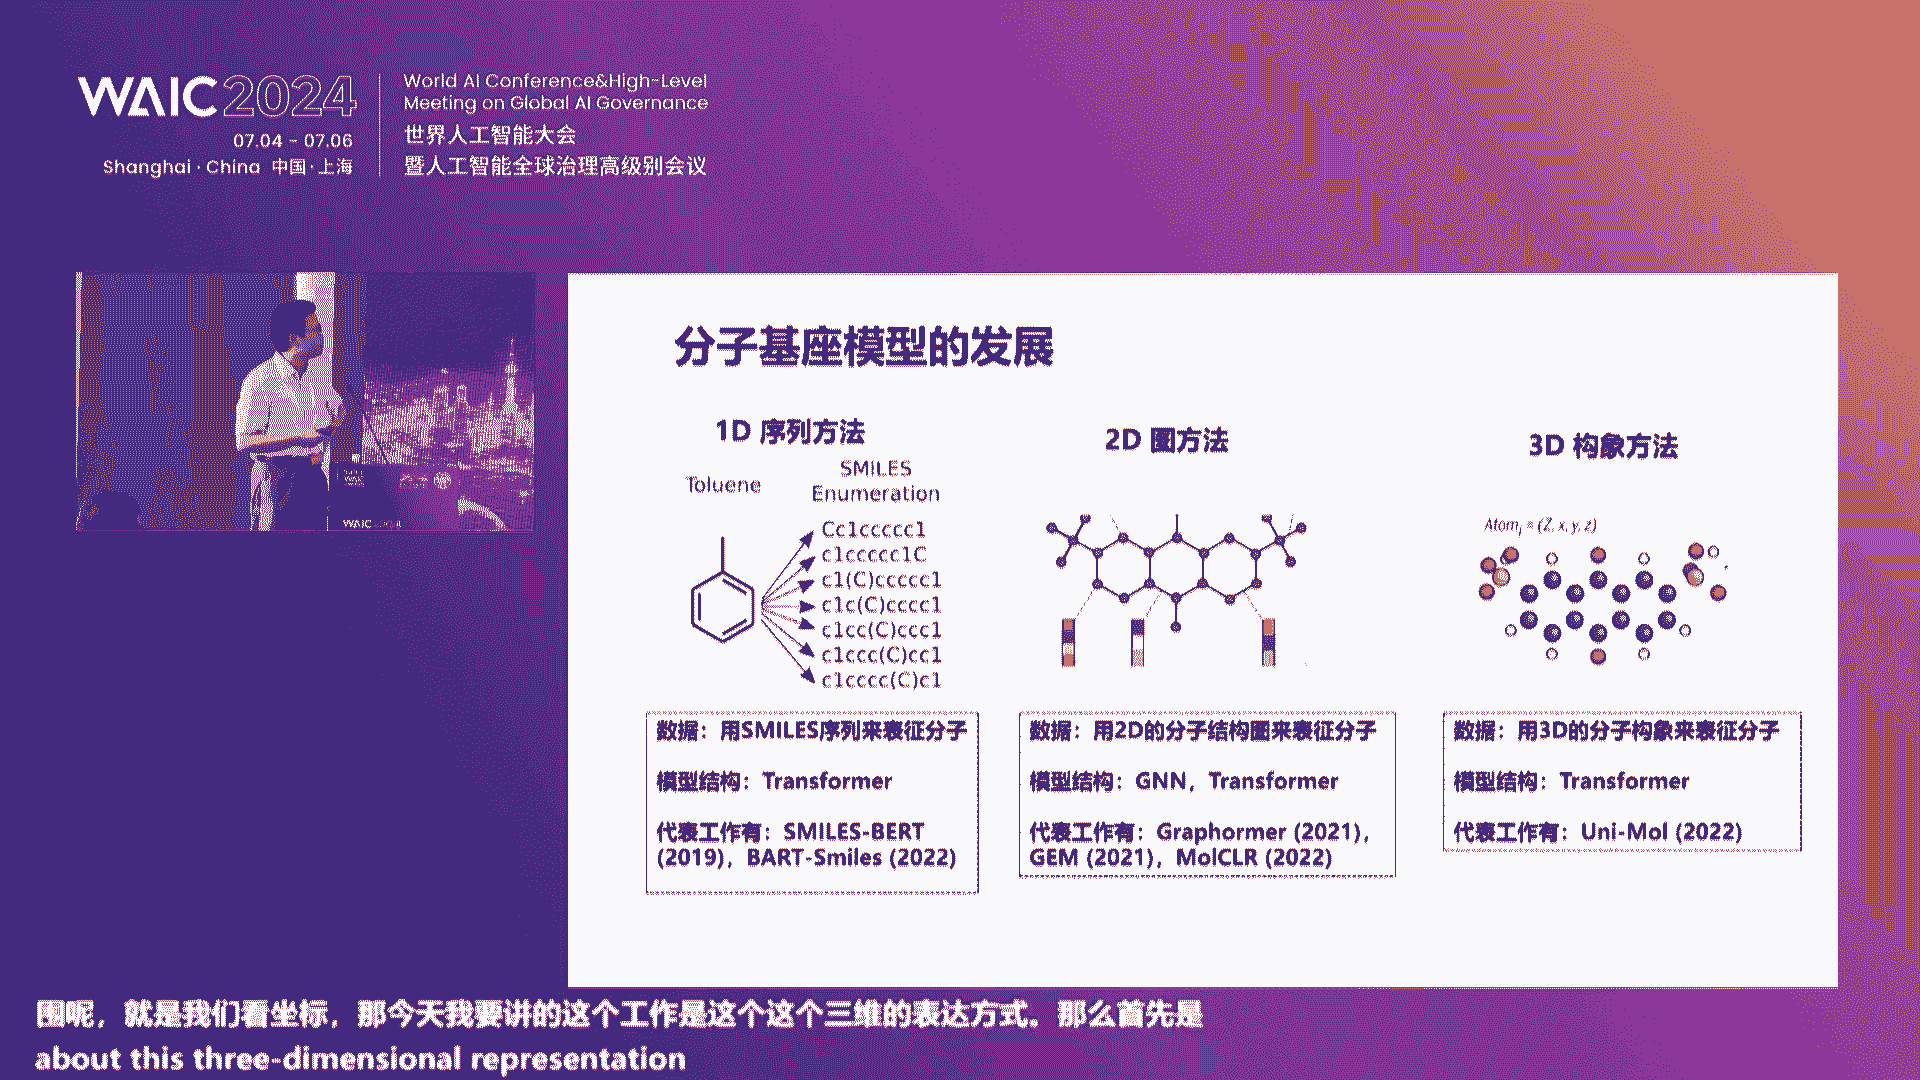 WAIC 2024
07.04 - 07.06
Shanghai · China 中国·上海
World AI Conference&High-Level
Meeting on Global AI Governance
世界人工智能大会
暨人工智能全球治理高级别会议
WAIC
分子基座模型的发展
1D 序列方法
Toluene
SMILES
Enumeration
Cc1ccccc1
c1ccccc1C
c1(C)ccccc1
c1c(C)cccc1
c1cc(C)ccc1
c1ccc(C)cc1
c1cccc(C)c1
数据：用SMILES序列来表征分子
模型结构：Transformer
代表工作有：SMILES-BERT
(2019)，BART-Smiles (2022)
2D 图方法
数据：用2D的分子结构图来表征分子
模型结构：GNN，Transformer
代表工作有：Graphormer (2021)，
GEM (2021)，MolCLR (2022)
3D 构象方法
Atomⱼ = (Z, x, y, z)
数据：用3D的分子构象来表征分子
模型结构：Transformer
代表工作有：Uni-Mol (2022)
围呢，就是我们看坐标，那今天我要讲的这个工作是这个这个三维的表达方式。那么首先是
about this three-dimensional representation